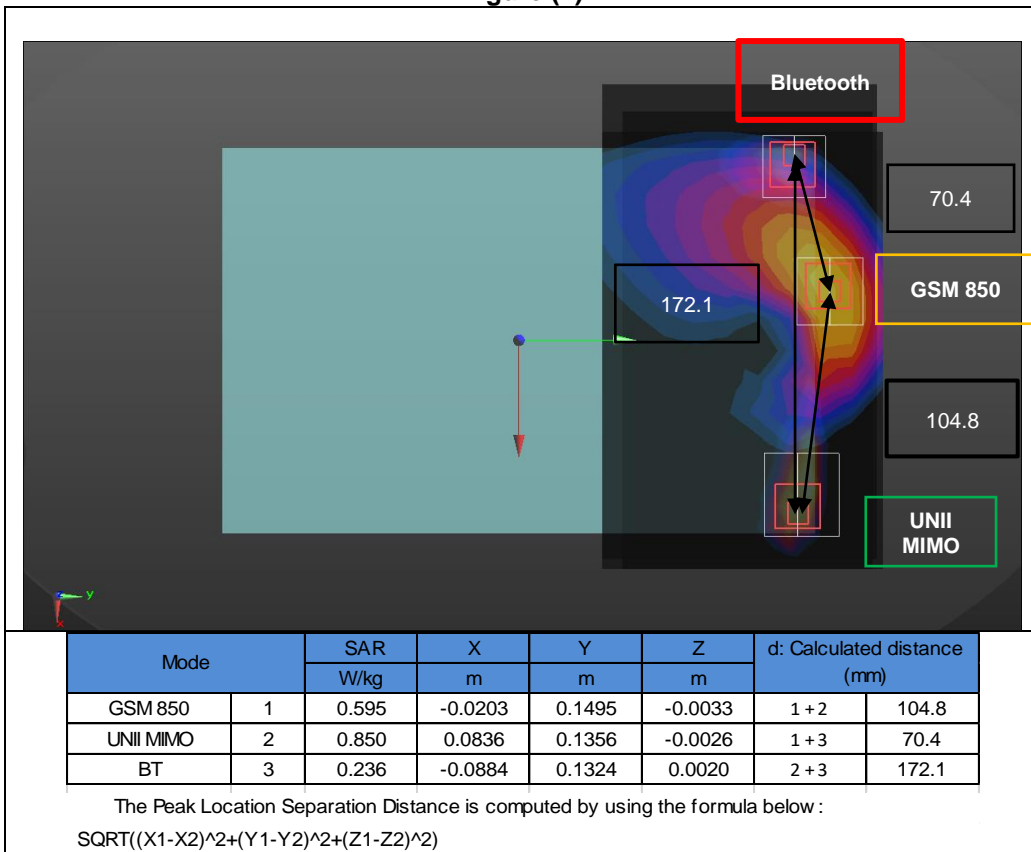 Bluetooth
70.4
GSM 850
172.1
104.8
UNII
MIMO
y
x
Mode SAR X Y Z d: Calculated distance
W/kg m m m (mm)
GSM 850 1 0.595 -0.0203 0.1495 -0.0033 1 + 2 104.8
UNII MIMO 2 0.850 0.0836 0.1356 -0.0026 1 + 3 70.4
BT 3 0.236 -0.0884 0.1324 0.0020 2 + 3 172.1
The Peak Location Separation Distance is computed by using the formula below :
SQRT((X1-X2)^2+(Y1-Y2)^2+(Z1-Z2)^2)